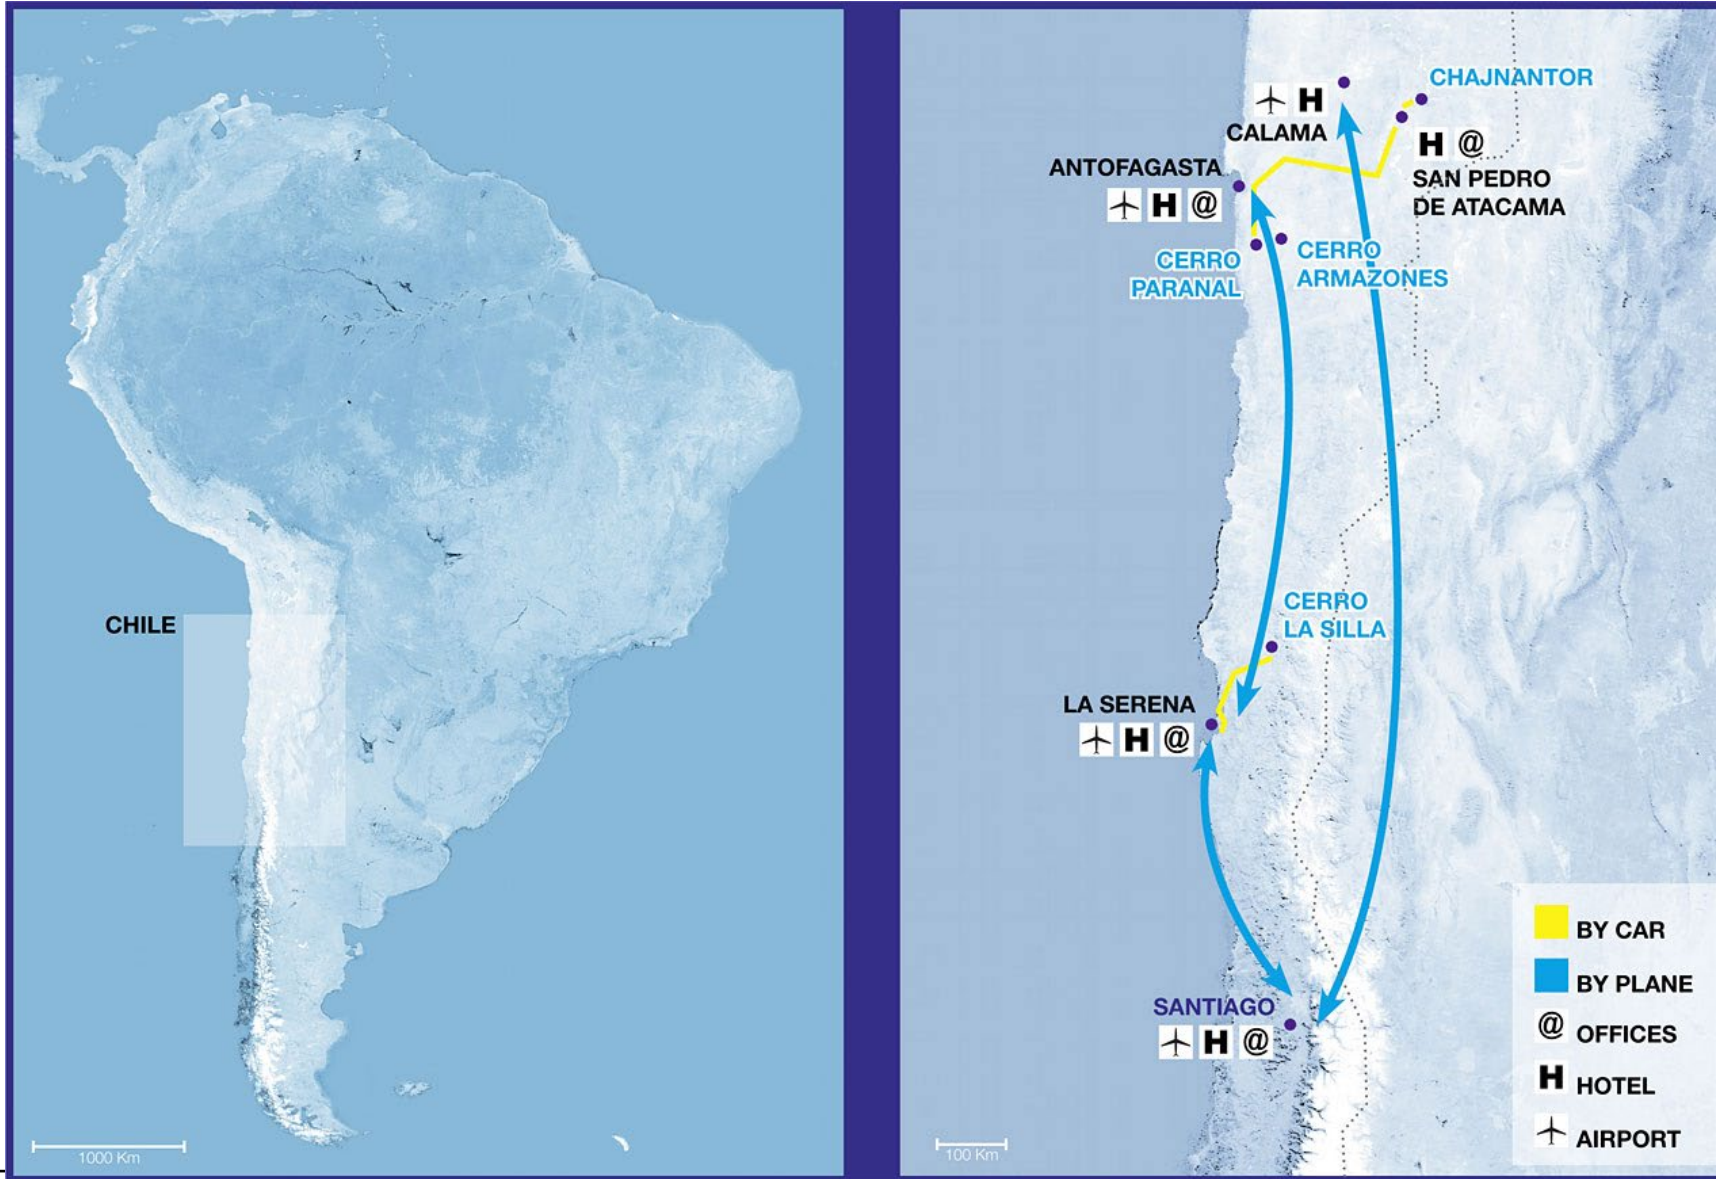 CHILE
1000 Km
CHAJNANTOR
H
CALAMA
H @
SAN PEDRO
DE ATACAMA
ANTOFAGASTA
H @
CERRO
PARANAL
CERRO
ARMAZONES
CERRO
LA SILLA
LA SERENA
H @
SANTIAGO
H @
100 Km
BY CAR
BY PLANE
@ OFFICES
H HOTEL
AIRPORT